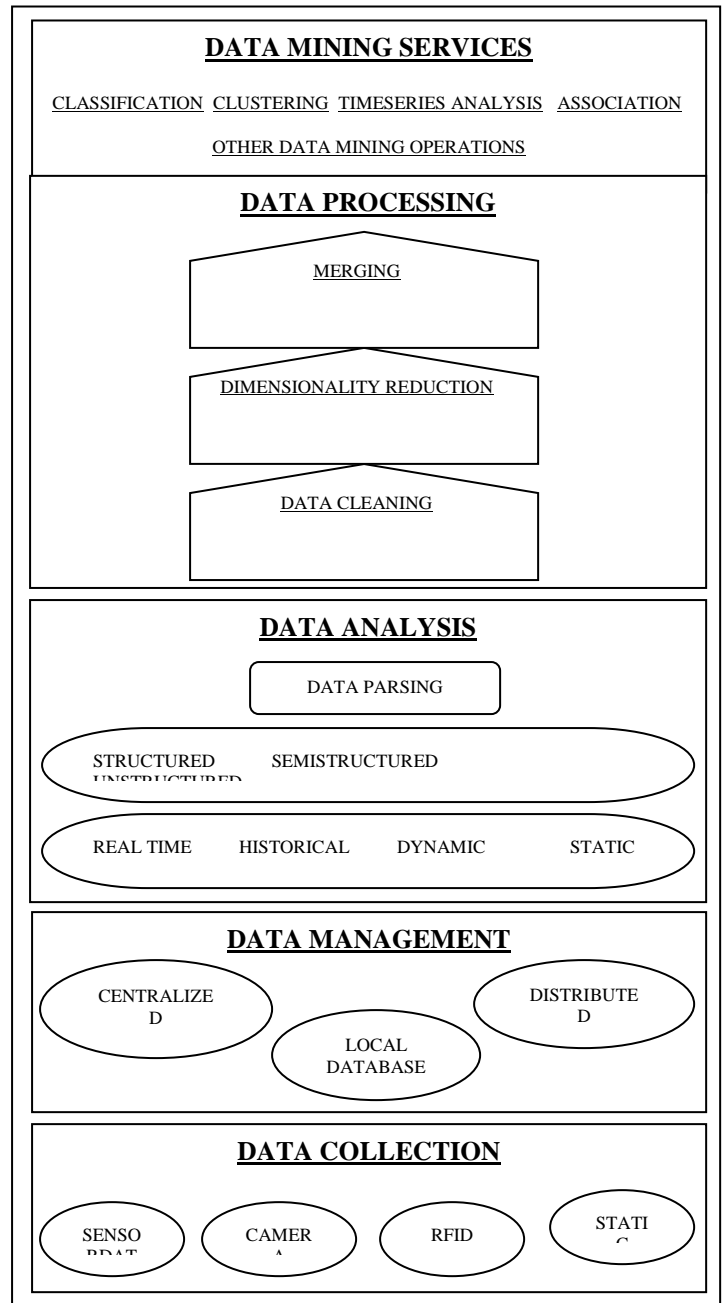 DATA MINING SERVICES
CLASSIFICATION CLUSTERING TIMESERIES ANALYSIS ASSOCIATION
OTHER DATA MINING OPERATIONS
DATA PROCESSING
MERGING
DIMENSIONALITY REDUCTION
DATA CLEANING
DATA ANALYSIS
DATA PARSING
STRUCTURED SEMISTRUCTURED
UNSTRUCTURED
REAL TIME HISTORICAL DYNAMIC STATIC
DATA MANAGEMENT
CENTRALIZE
D
DISTRIBUTE
D
LOCAL
DATABASE
DATA COLLECTION
SENSO
RDAT
CAMER
A
RFID
STATI
C